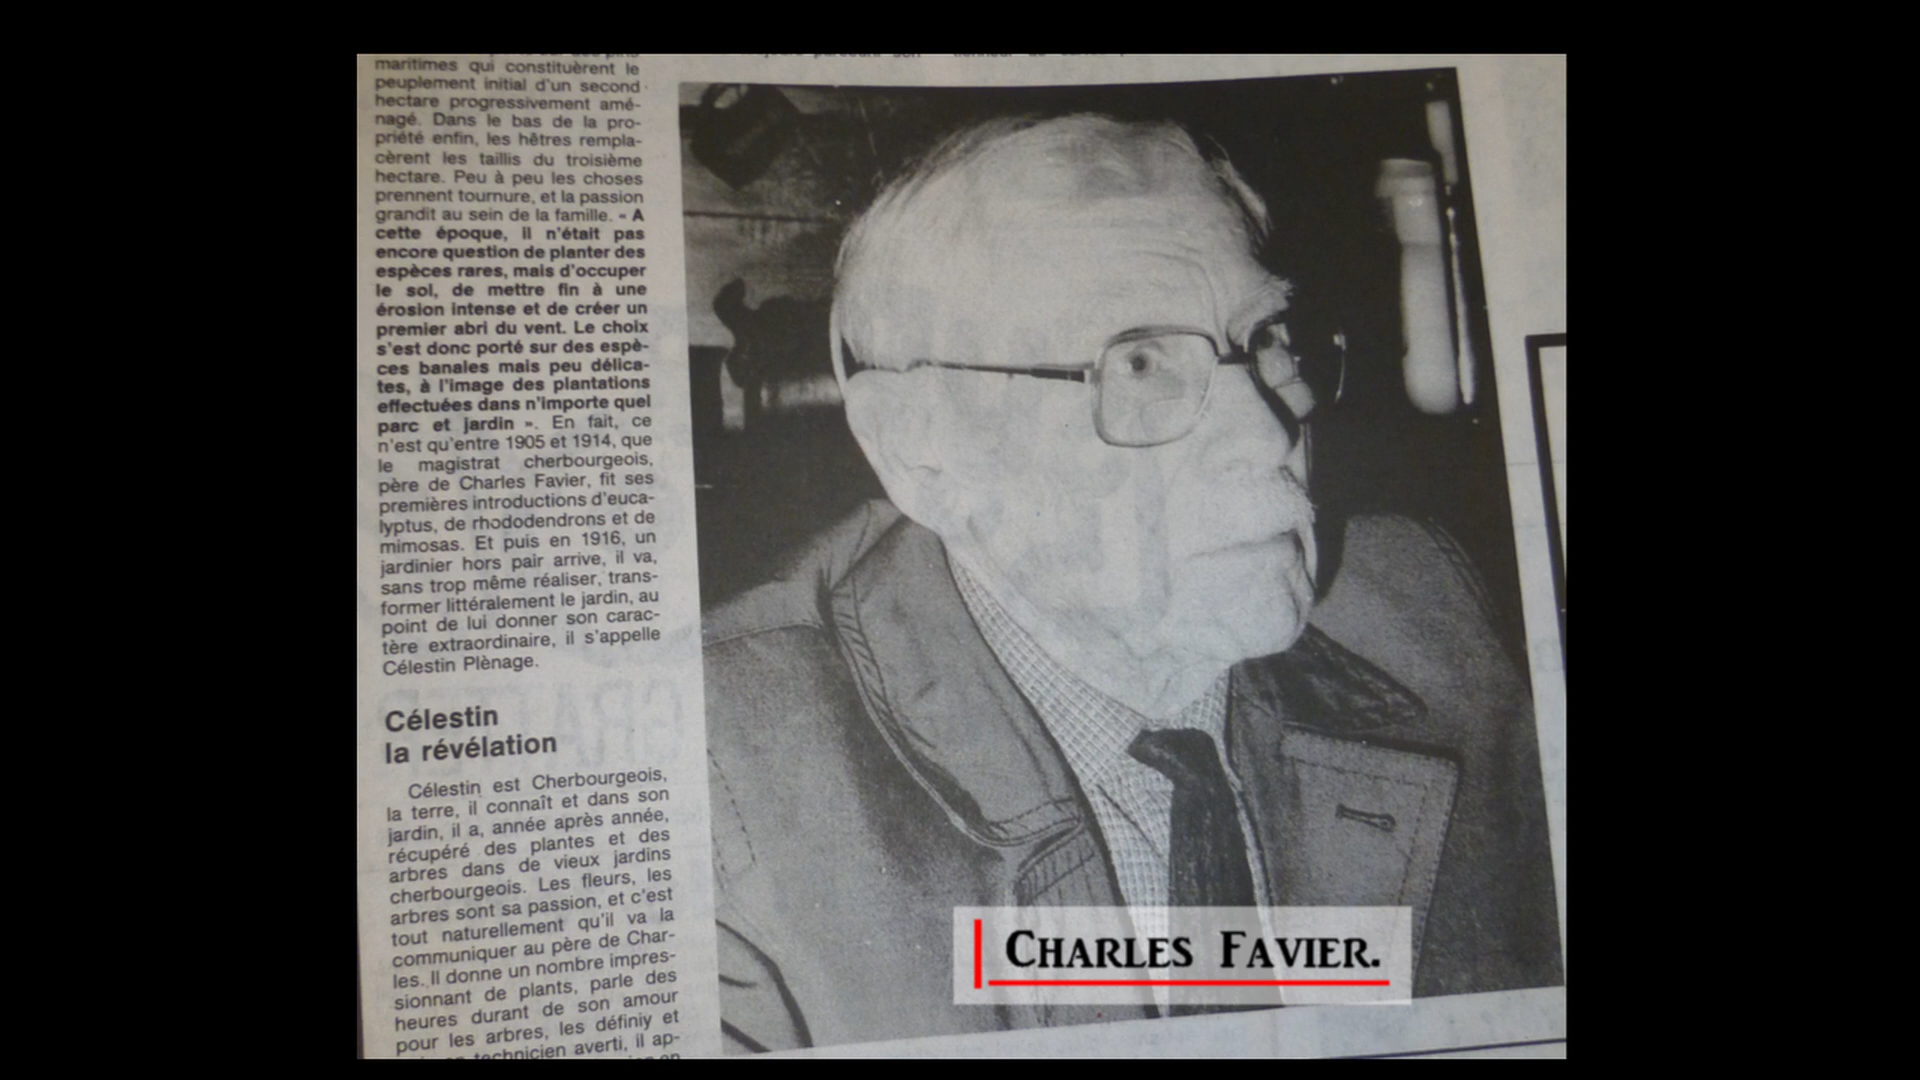 maritimes qui constituèrent le
peuplement initial d'un second
hectare progressivement amé-
nagé. Dans le bas de la pro-
priété enfin, les hêtres rempla-
cèrent les taillis du troisième
hectare. Peu à peu les choses
prennent tournure, et la passion
grandit au sein de la famille. « A
cette époque, il n'était pas
encore question de planter des
espèces rares, mais d'occuper
le sol, de mettre fin à une
érosion intense et de créer un
premier abri du vent. Le choix
s'est donc porté sur des espè-
ces banales mais peu délica-
tes, à l'image des plantations
effectuées dans n'importe quel
parc et jardin ». En fait, ce
n'est qu'entre 1905 et 1914, que
le magistrat cherbourgeois,
père de Charles Favier, fit ses
premières introductions d'euca-
lyptus, de rhododendrons et de
mimosas. Et puis en 1916, un
jardinier hors pair arrive, il va,
sans trop même réaliser, trans-
former littéralement le jardin, au
point de lui donner son carac-
tère extraordinaire, il s'appelle
Célestin Plènage.
Célestin
la révélation
Célestin est Cherbourgeois,
la terre, il connaît et dans son
jardin, il a, année après année,
récupéré des plantes et des
arbres dans de vieux jardins
cherbourgeois. Les fleurs, les
arbres sont sa passion, et c'est
tout naturellement qu'il va la
communiquer au père de Char-
les. Il donne un nombre impres-
sionnant de plants, parle des
heures durant de son amour
pour les arbres, les définiy et
technicien averti, il ap-
CHARLES FAVIER.